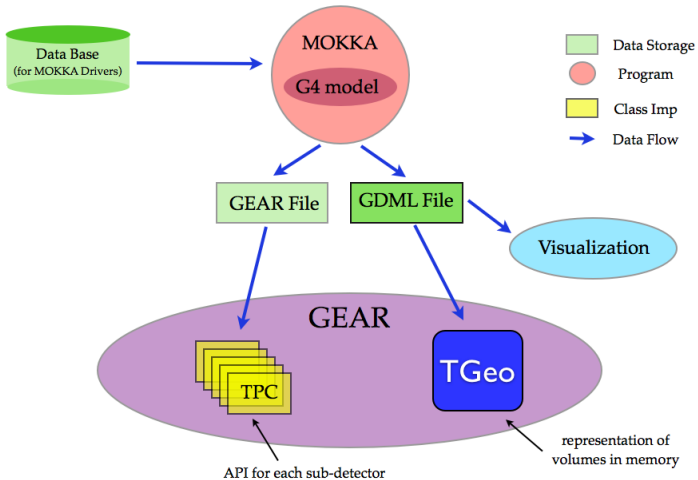 Data Base
(for MOKKA Drivers)
MOKKA
G4 model
Data Storage
Program
Class Imp
Data Flow
GEAR File
GDML File
Visualization
GEAR
TPC
TGeo
API for each sub-detector
representation of
volumes in memory